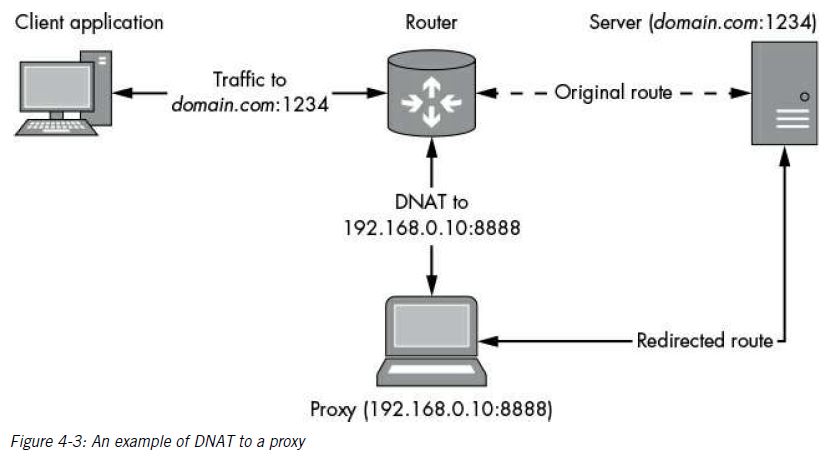 Client application
Router
Server (domain.com:1234)
Traffic to
domain.com:1234
Original route
DNAT to
192.168.0.10:8888
Redirected route
Proxy (192.168.0.10:8888)
Figure 4-3: An example of DNAT to a proxy